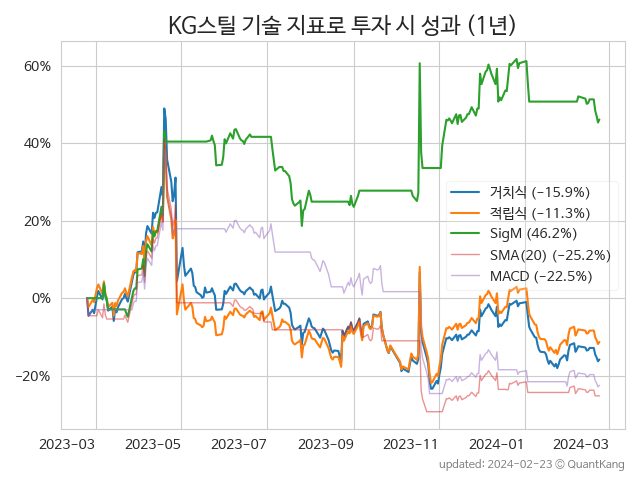 KG스틸 기술 지표로 투자 시 성과 (1년)
60%
40%
20%
0%
−20%
거치식 (−15.9%)
적립식 (−11.3%)
SigM (46.2%)
SMA(20) (−25.2%)
MACD (−22.5%)
2023-03 2023-05 2023-07 2023-09 2023-11 2024-01 2024-03
updated: 2024-02-23 ⓒ QuantKang